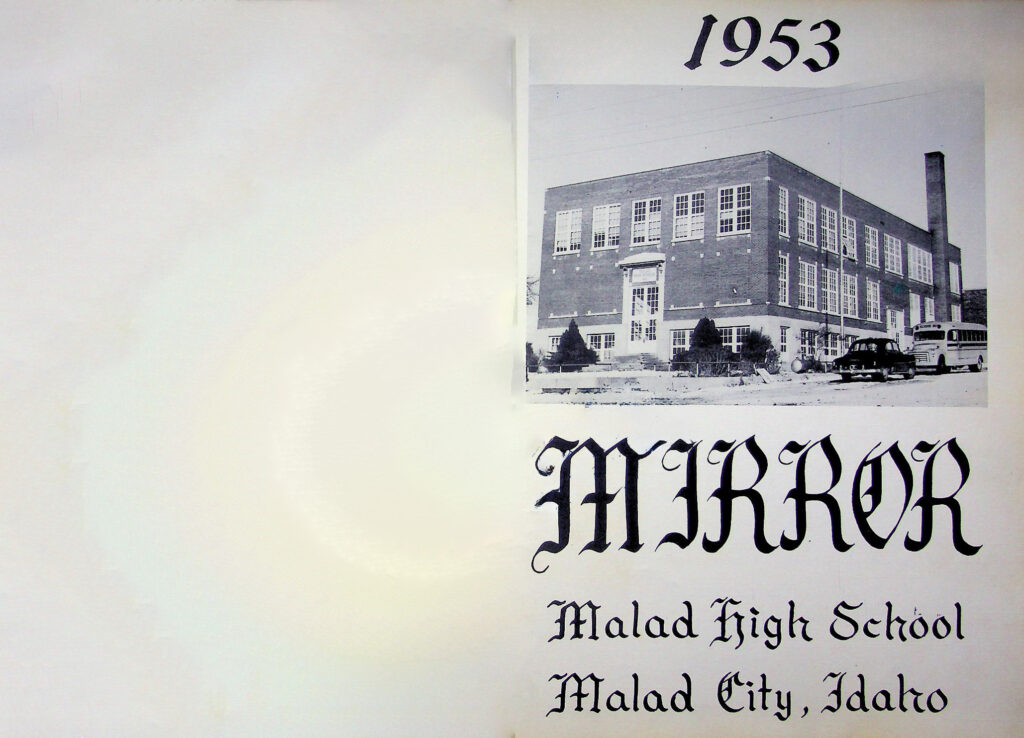 1953
MIRROR
Malad High School
Malad City, Idaho